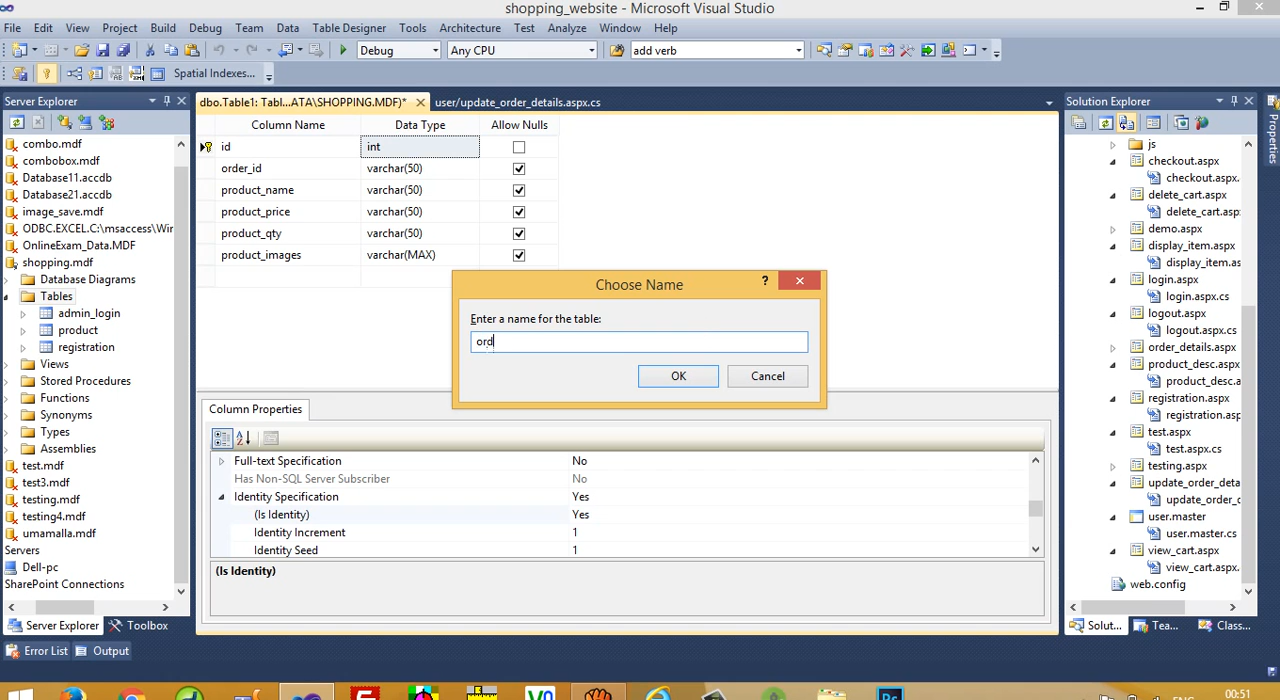 shopping_website - Microsoft Visual Studio
File Edit View Project Build Debug Team Data Table Designer Tools Architecture Test Analyze Window Help
Debug Any CPU add verb
Spatial Indexes...
Server Explorer
dbo.Table1: Tabl...ATA\SHOPPING.MDF)* user/update_order_details.aspx.cs
Solution Explorer
Properties
combo.mdf
combobox.mdf
Database11.accdb
Database21.accdb
image_save.mdf
ODBC.EXCEL.C:\msaccess\Wir
OnlineExam_Data.MDF
shopping.mdf
Database Diagrams
Tables
admin_login
product
registration
Views
Stored Procedures
Functions
Synonyms
Types
Assemblies
test.mdf
test3.mdf
testing.mdf
testing4.mdf
umamalla.mdf
Servers
Dell-pc
SharePoint Connections
Server Explorer Toolbox
Column Name Data Type Allow Nulls
id int
order_id varchar(50)
product_name varchar(50)
product_price varchar(50)
product_qty varchar(50)
product_images varchar(MAX)
Choose Name
?
Enter a name for the table:
ord
OK Cancel
Column Properties
Full-text Specification No
Has Non-SQL Server Subscriber No
Identity Specification Yes
(Is Identity) Yes
Identity Increment 1
Identity Seed 1
(Is Identity)
js
checkout.aspx
checkout.aspx.
delete_cart.aspx
delete_cart.asp
demo.aspx
display_item.aspx
display_item.as
login.aspx
login.aspx.cs
logout.aspx
logout.aspx.cs
order_details.aspx
product_desc.aspx
product_desc.a
registration.aspx
registration.asp
test.aspx
test.aspx.cs
testing.aspx
update_order_deta
update_order_d
user.master
user.master.cs
view_cart.aspx
view_cart.aspx.
web.config
Solut... Tea... Class...
Error List Output
ENG 00:51